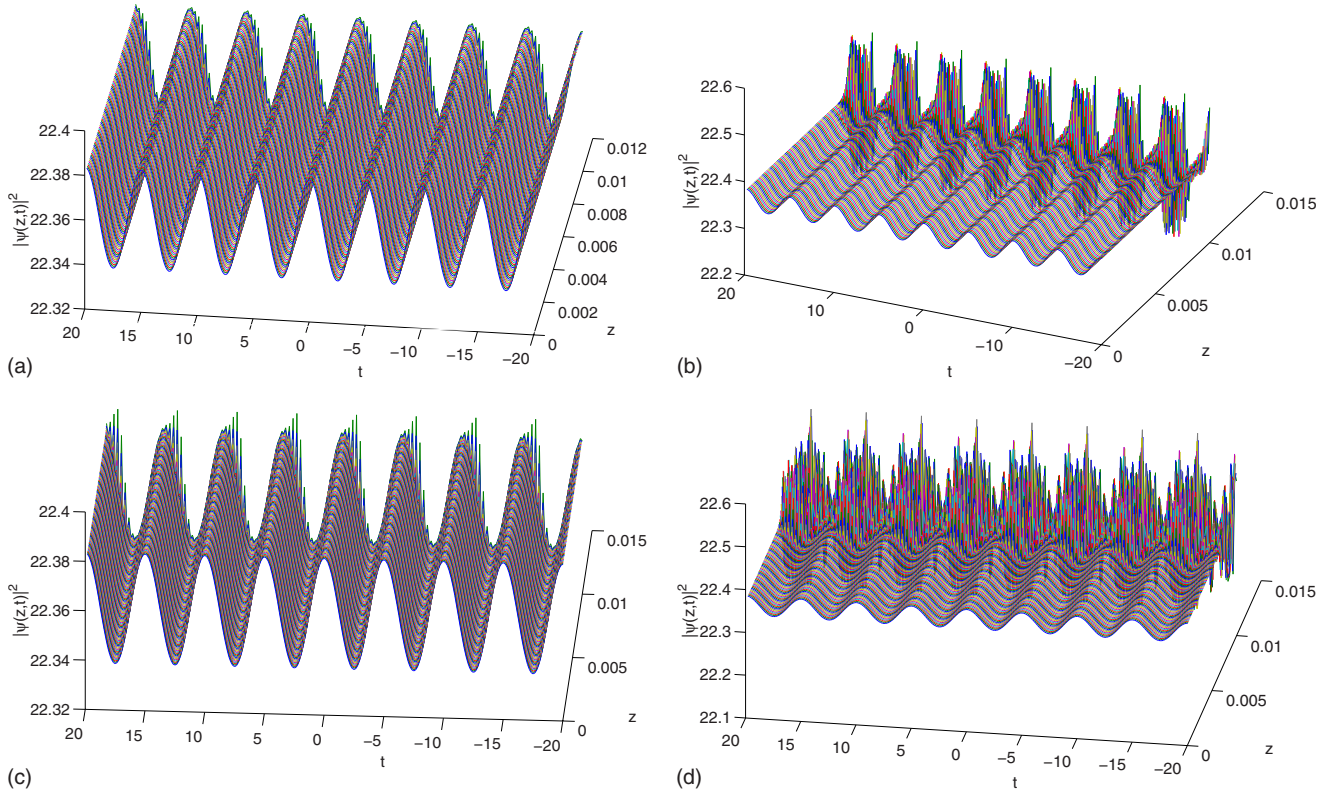 22.4
22.38
22.36
22.34
22.32
|ψ(z,t)|²
20 15 10 5 0 −5 −10 −15 −20
t
0 0.002 0.004 0.006 0.008 0.01 0.012
z
(a)
22.6
22.5
22.4
22.3
22.2
|ψ(z,t)|²
20 10 0 −10 −20
t
0 0.005 0.01 0.015
z
(b)
22.4
22.38
22.36
22.34
22.32
|ψ(z,t)|²
20 15 10 5 0 −5 −10 −15 −20
t
0 0.005 0.01 0.015
z
(c)
22.6
22.5
22.4
22.3
22.2
22.1
|ψ(z,t)|²
20 15 10 5 0 −5 −10 −15 −20
t
0 0.005 0.01 0.015
z
(d)